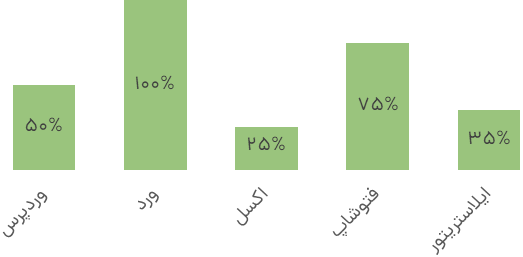 ۵۰%
۱۰۰%
۲۵%
۷۵%
۳۵%
وردپرس
ورد
اکسل
فتوشاپ
ایلاستریتور